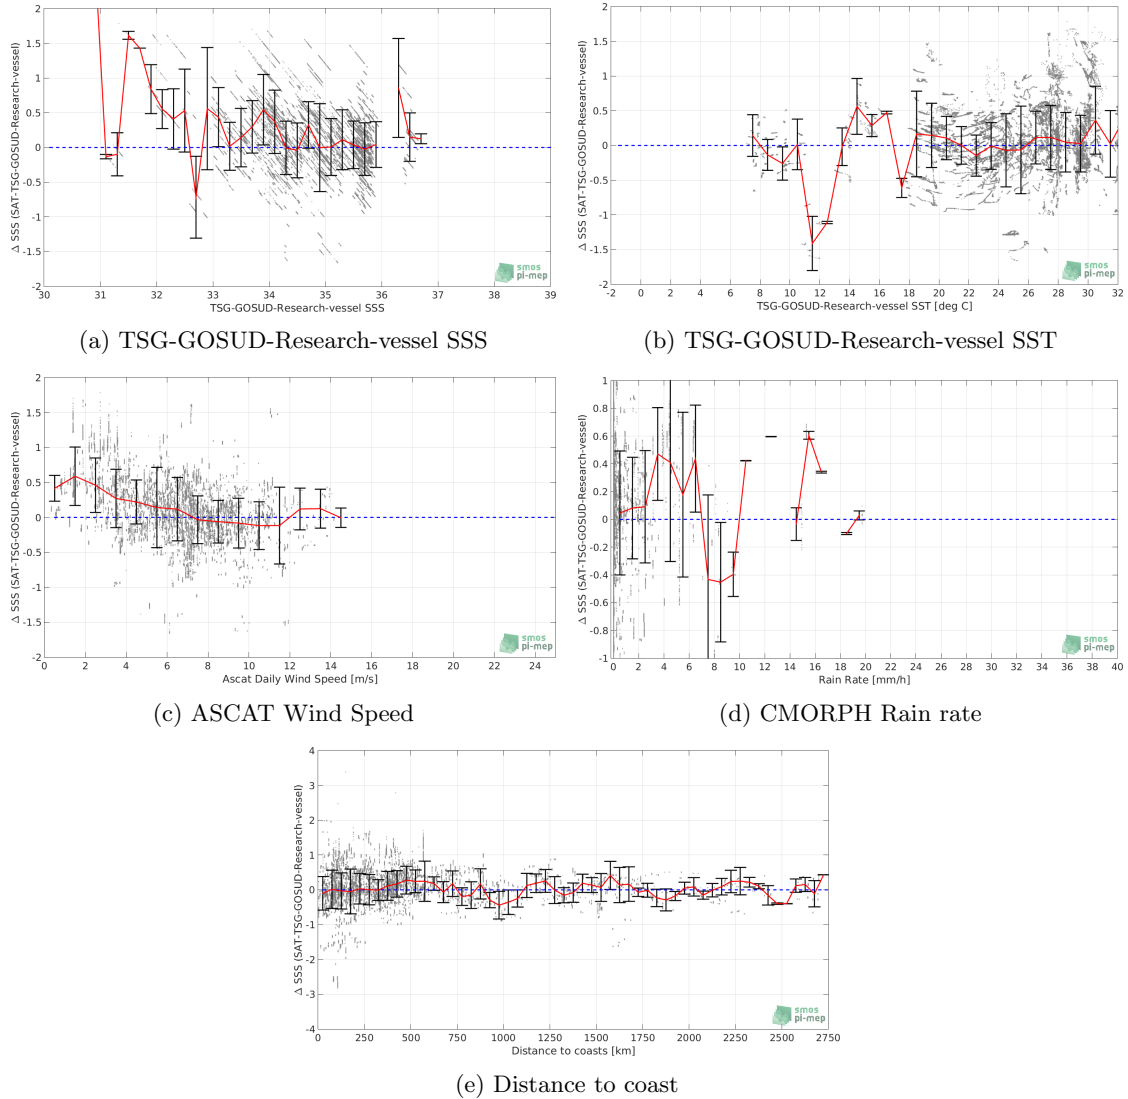 Δ SSS (SAT-TSG-GOSUD-Research-vessel)
2
1.5
1
0.5
0
-0.5
-1
-1.5
-2
30 31 32 33 34 35 36 37 38 39
TSG-GOSUD-Research-vessel SSS
smos
pi-mep
(a) TSG-GOSUD-Research-vessel SSS
Δ SSS (SAT-TSG-GOSUD-Research-vessel)
2
1.5
1
0.5
0
-0.5
-1
-1.5
-2
-2 0 2 4 6 8 10 12 14 16 18 20 22 24 26 28 30 32
TSG-GOSUD-Research-vessel SST [deg C]
smos
pi-mep
(b) TSG-GOSUD-Research-vessel SST
Δ SSS (SAT-TSG-GOSUD-Research-vessel)
2
1.5
1
0.5
0
-0.5
-1
-1.5
-2
0 2 4 6 8 10 12 14 16 18 20 22 24
Ascat Daily Wind Speed [m/s]
smos
pi-mep
(c) ASCAT Wind Speed
Δ SSS (SAT-TSG-GOSUD-Research-vessel)
1
0.8
0.6
0.4
0.2
0
-0.2
-0.4
-0.6
-0.8
-1
0 2 4 6 8 10 12 14 16 18 20 22 24 26 28 30 32 34 36 38 40
Rain Rate [mm/h]
smos
pi-mep
(d) CMORPH Rain rate
Δ SSS (SAT-TSG-GOSUD-Research-vessel)
4
3
2
1
0
-1
-2
-3
-4
0 250 500 750 1000 1250 1500 1750 2000 2250 2500 2750
Distance to coasts [km]
smos
pi-mep
(e) Distance to coast